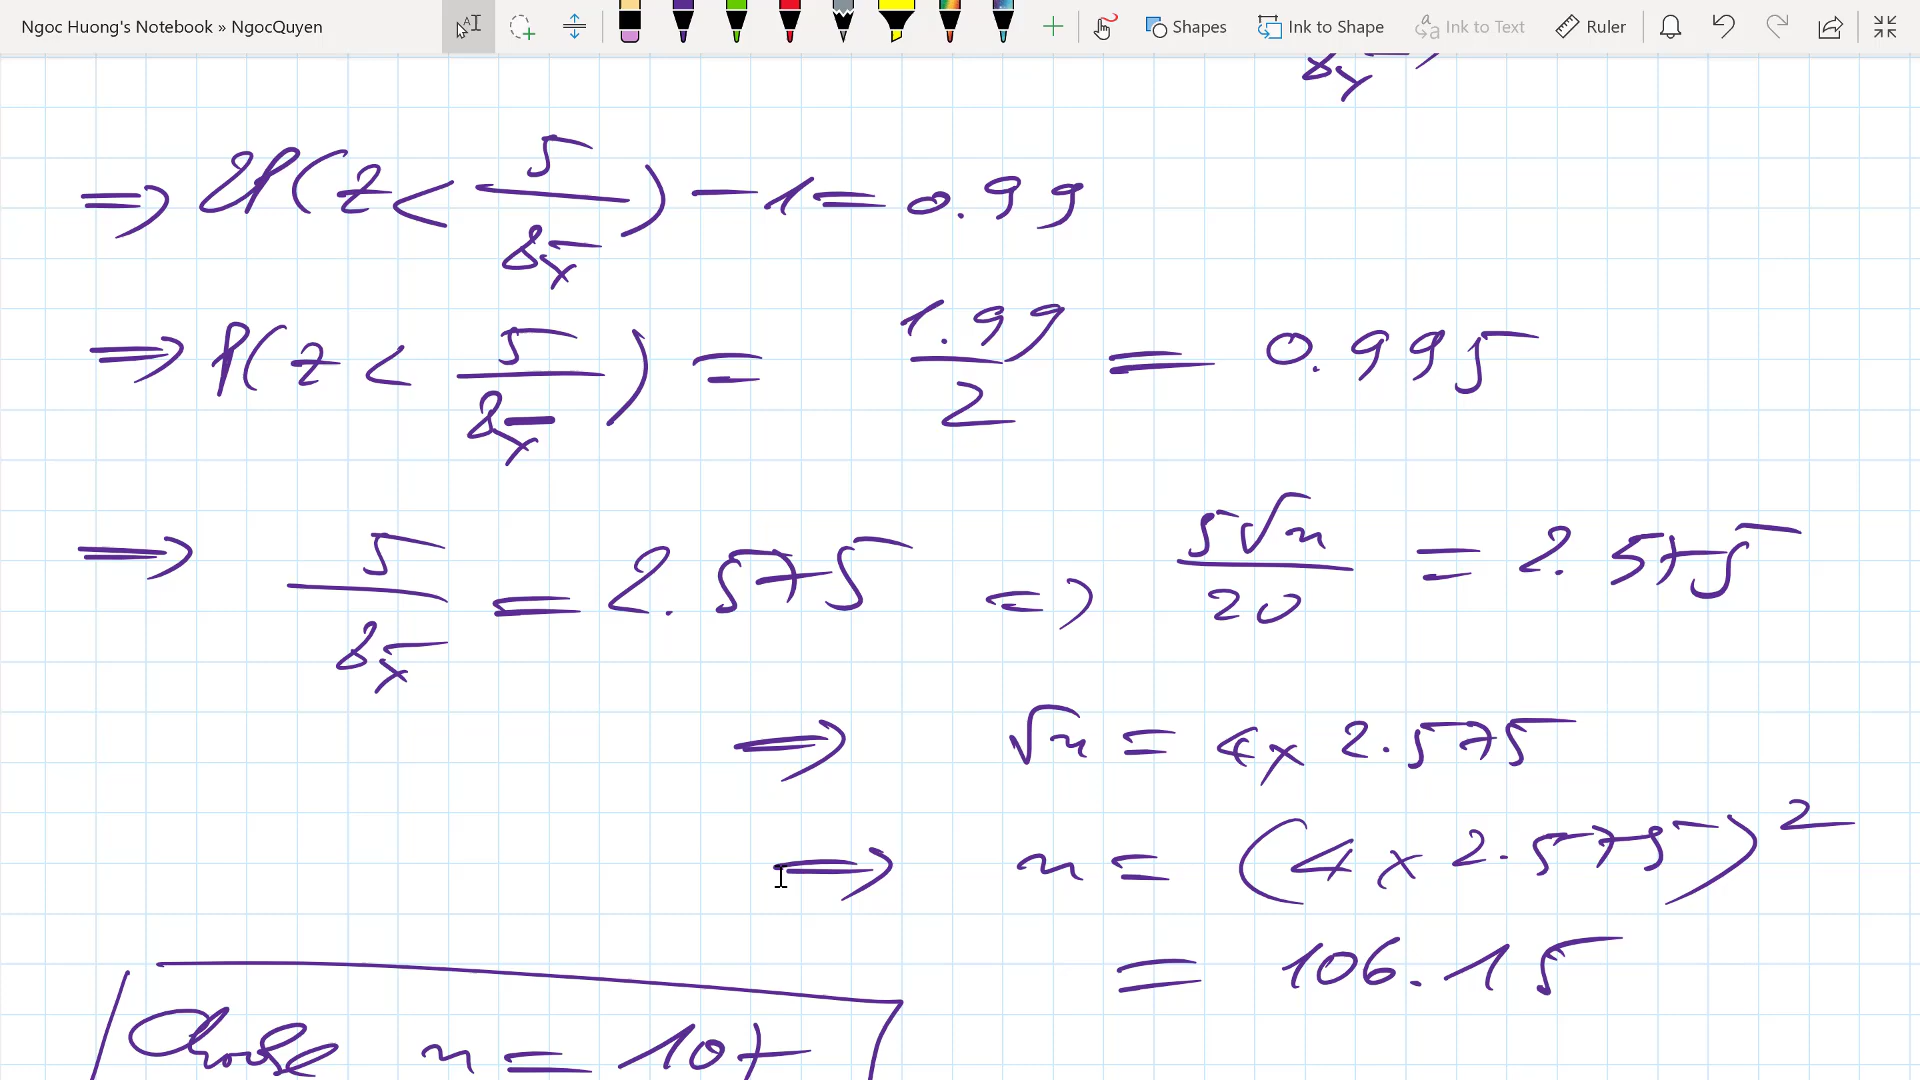 Ngoc Huong's Notebook » NgocQuyen
Shapes Ink to Shape Ink to Text Ruler
⇒ 2P(Z < 5/δx̄) - 1 = 0.99
⇒ P(Z < 5/δx̄) = 1.99/2 = 0.995
⇒ 5/δx̄ = 2.575 ⇒ 5√n/20 = 2.575
⇒ √n = 4x 2.575
⇒ n = (4 x 2.575)²
= 106.15
Choose n = 107